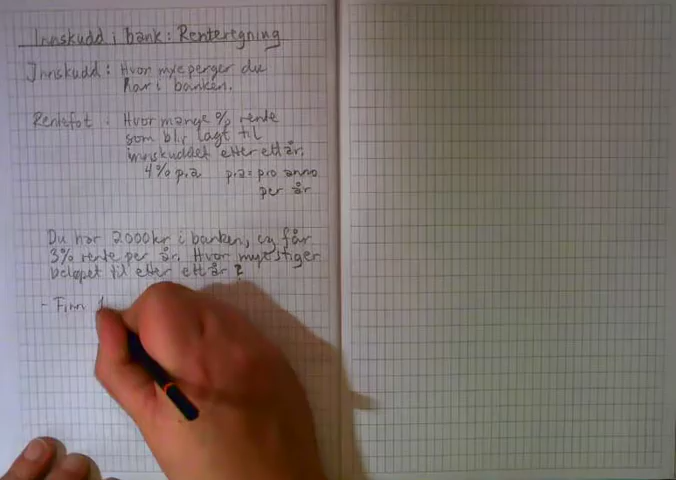 Innskudd i bank: Renteregning
Innskudd: Hvor mye penger du
har i banken.
Rentefot: Hvor mange % rente
som blir lagt til
innskuddet etter ett år.
4% p.a p.a = pro anno
per år
Du har 2000 kr i banken, og får
3% rente per år. Hvor mye stiger
beløpet til etter ett år?
- Finn